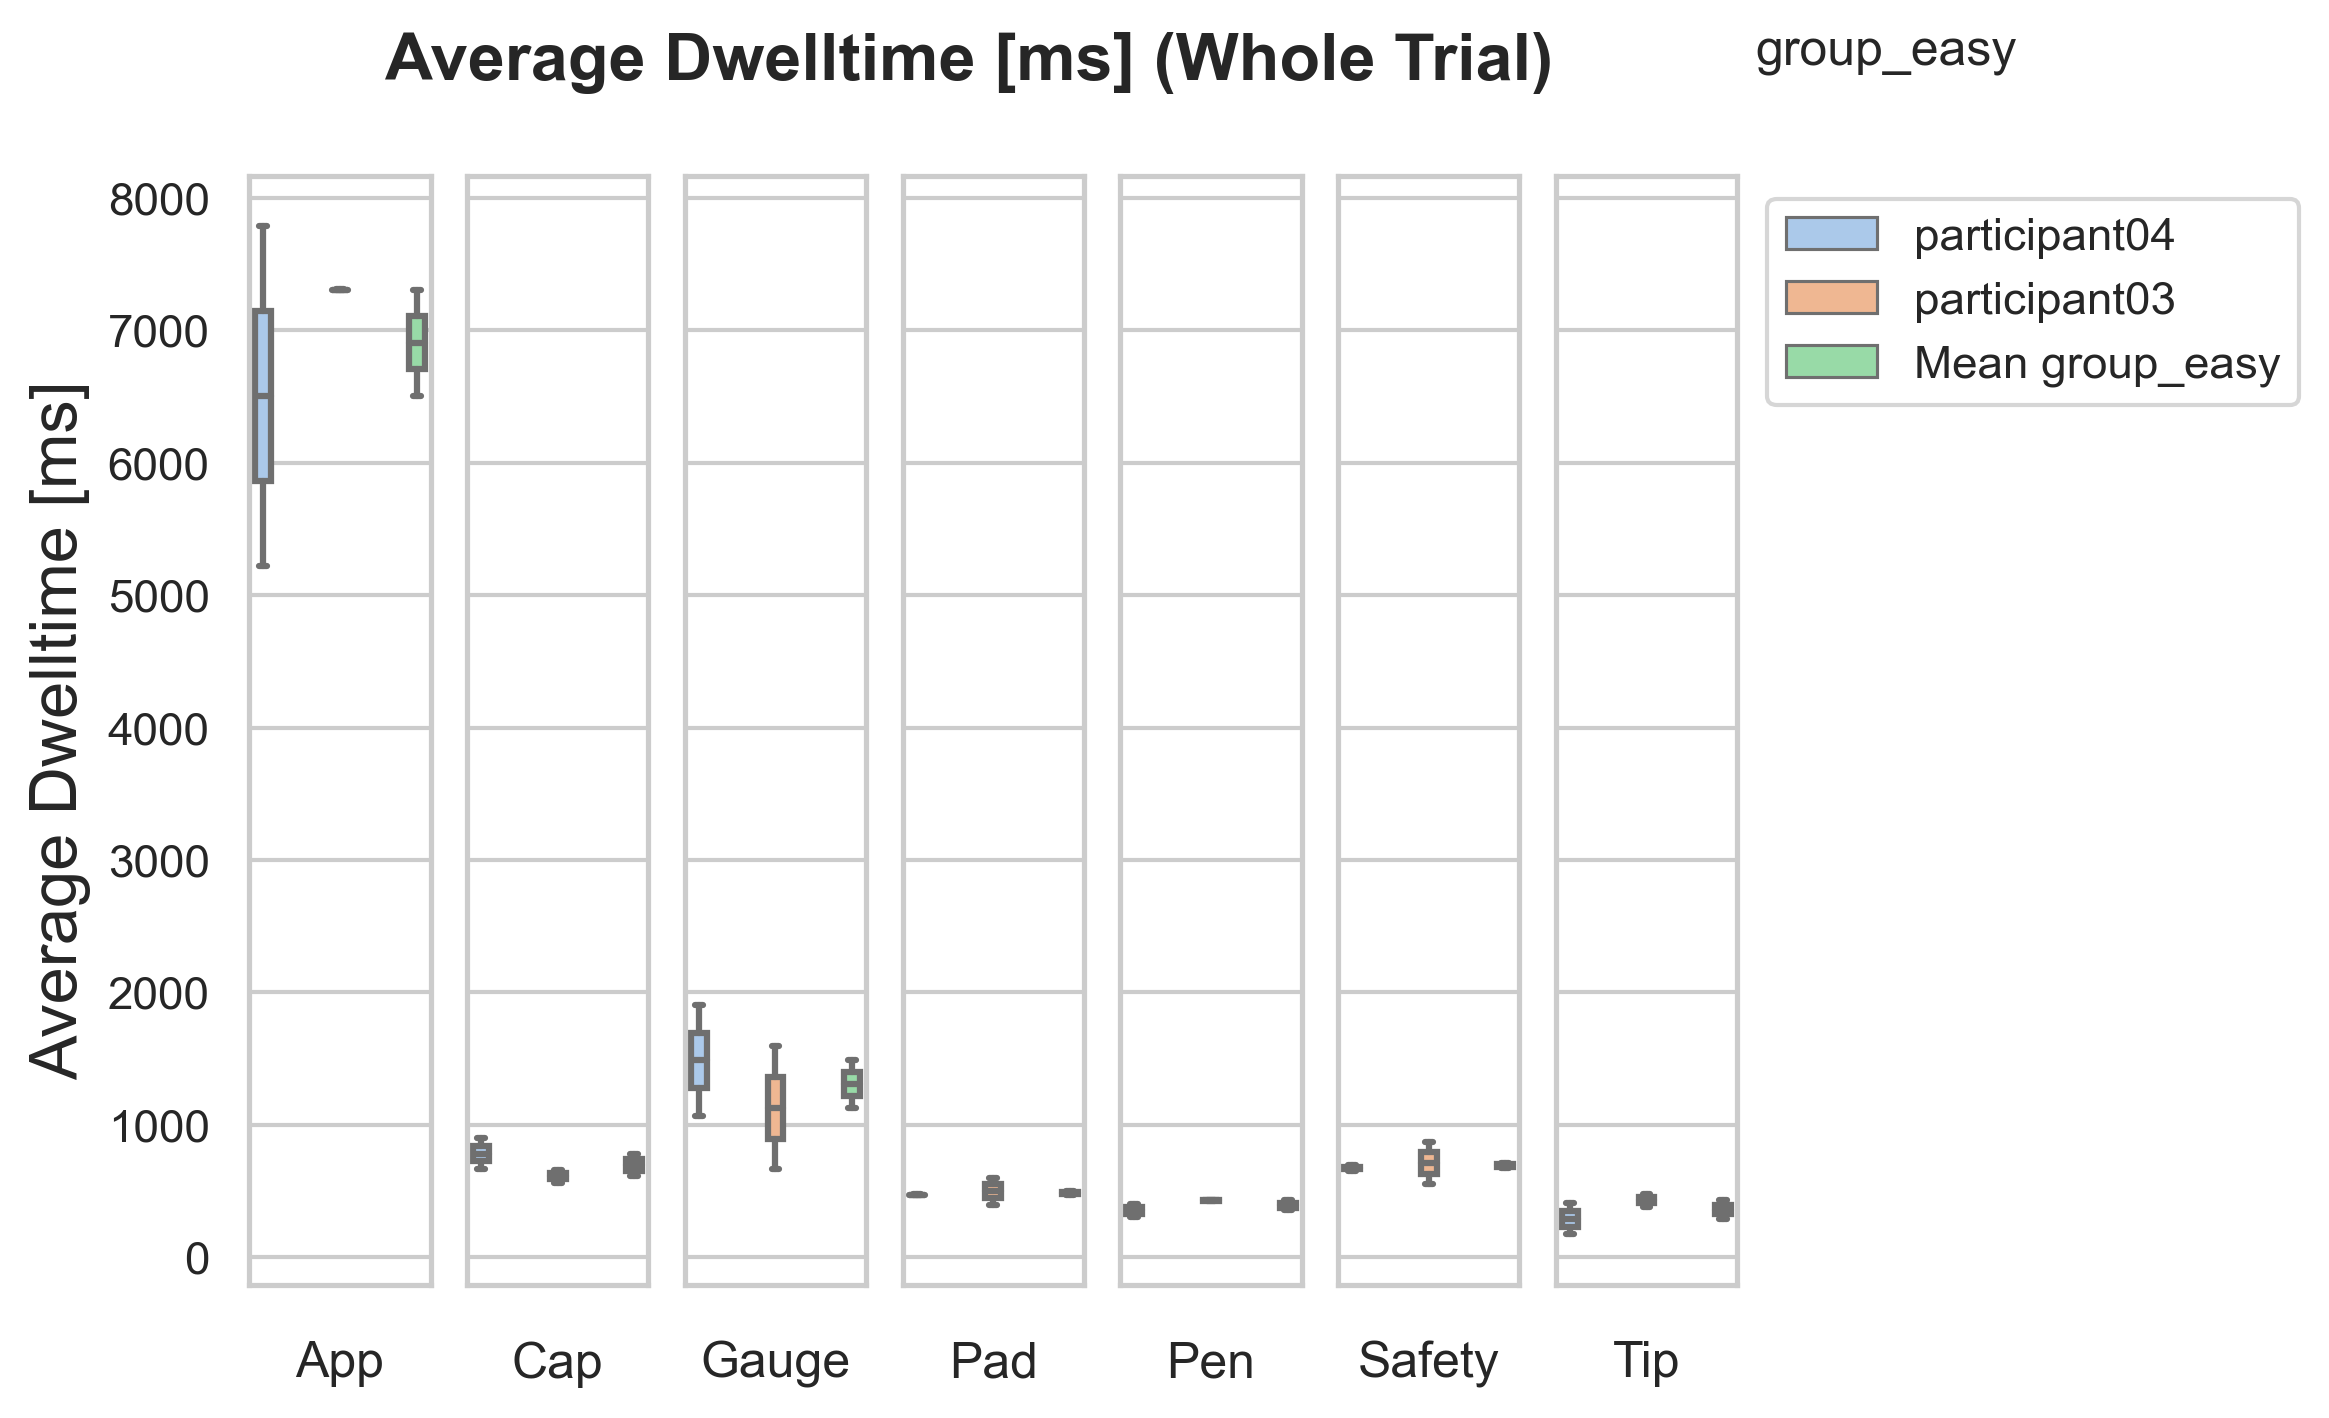 Average Dwelltime [ms] (Whole Trial)
group_easy
Average Dwelltime [ms]
8000
7000
6000
5000
4000
3000
2000
1000
0
participant04
participant03
Mean group_easy
App
Cap
Gauge
Pad
Pen
Safety
Tip